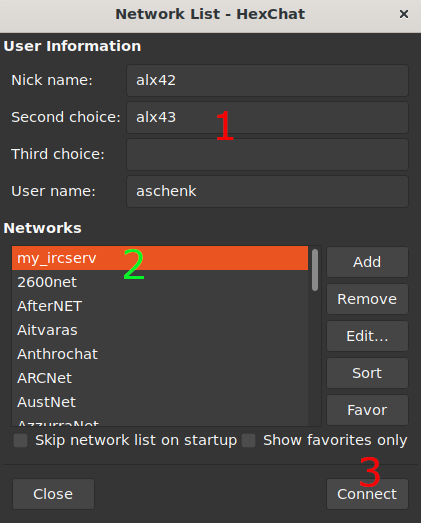 Network List - HexChat
User Information
Nick name: alx42
Second choice: alx43
1
Third choice:
User name: aschenk
Networks
my_ircserv
2
2600net
AfterNET
Aitvaras
Anthrochat
ARCNet
AustNet
AzzurraNet
Add
Remove
Edit...
Sort
Favor
Skip network list on startup
Show favorites only
3
Close
Connect